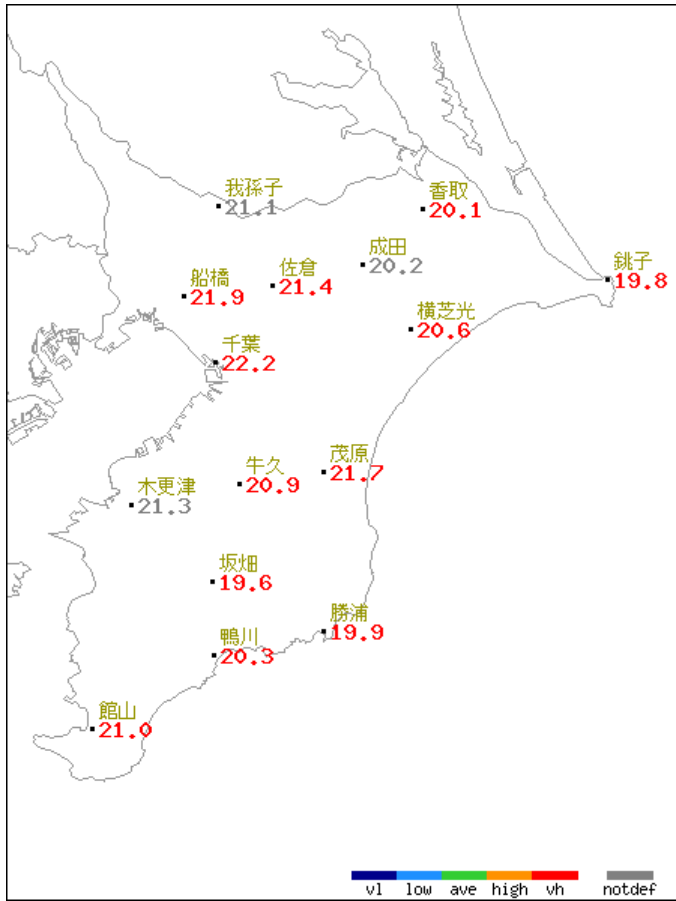 我孫子
21.1
香取
20.1
成田
20.2
銚子
19.8
船橋
21.9
佐倉
21.4
横芝光
20.6
千葉
22.2
茂原
21.7
牛久
20.9
木更津
21.3
坂畑
19.6
勝浦
19.9
鴨川
20.3
館山
21.0
vl low ave high vh notdef